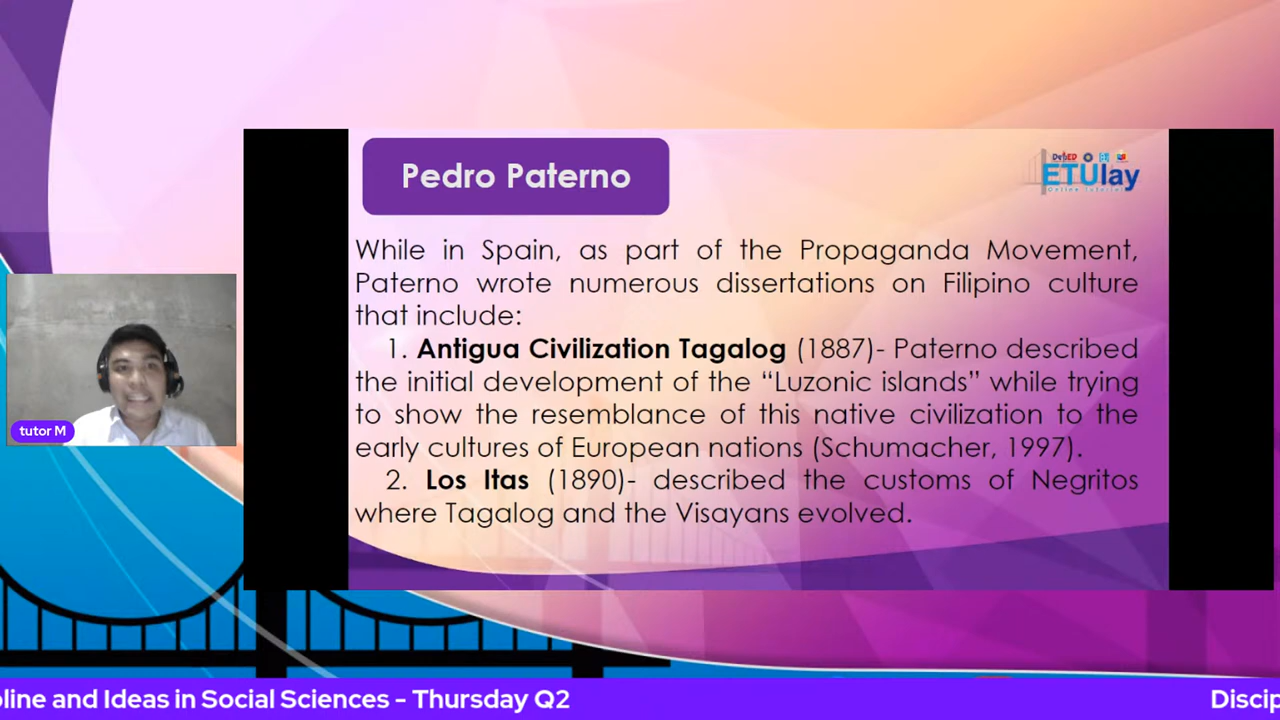 Pedro Paterno
DepED
ETUlay
Online Tutorial
While in Spain, as part of the Propaganda Movement,
Paterno wrote numerous dissertations on Filipino culture
that include:
1. Antigua Civilization Tagalog (1887)- Paterno described
the initial development of the “Luzonic islands” while trying
to show the resemblance of this native civilization to the
early cultures of European nations (Schumacher, 1997).
2. Los Itas (1890)- described the customs of Negritos
where Tagalog and the Visayans evolved.
tutor M
oline and Ideas in Social Sciences - Thursday Q2
Discip